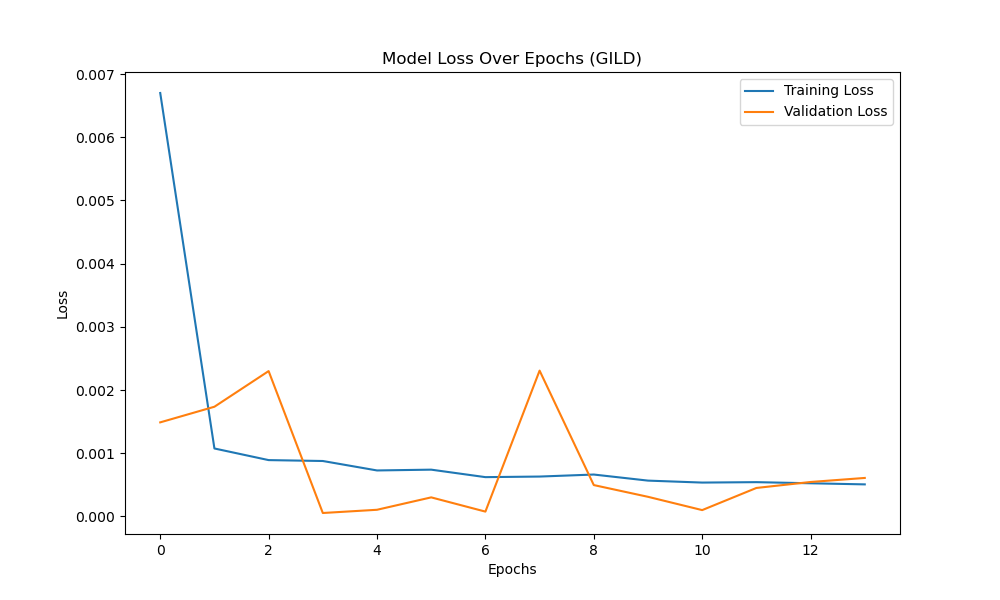 Model Loss Over Epochs (GILD)
Training Loss
Validation Loss
0.007
0.006
0.005
0.004
0.003
0.002
0.001
0.000
Loss
0 2 4 6 8 10 12
Epochs